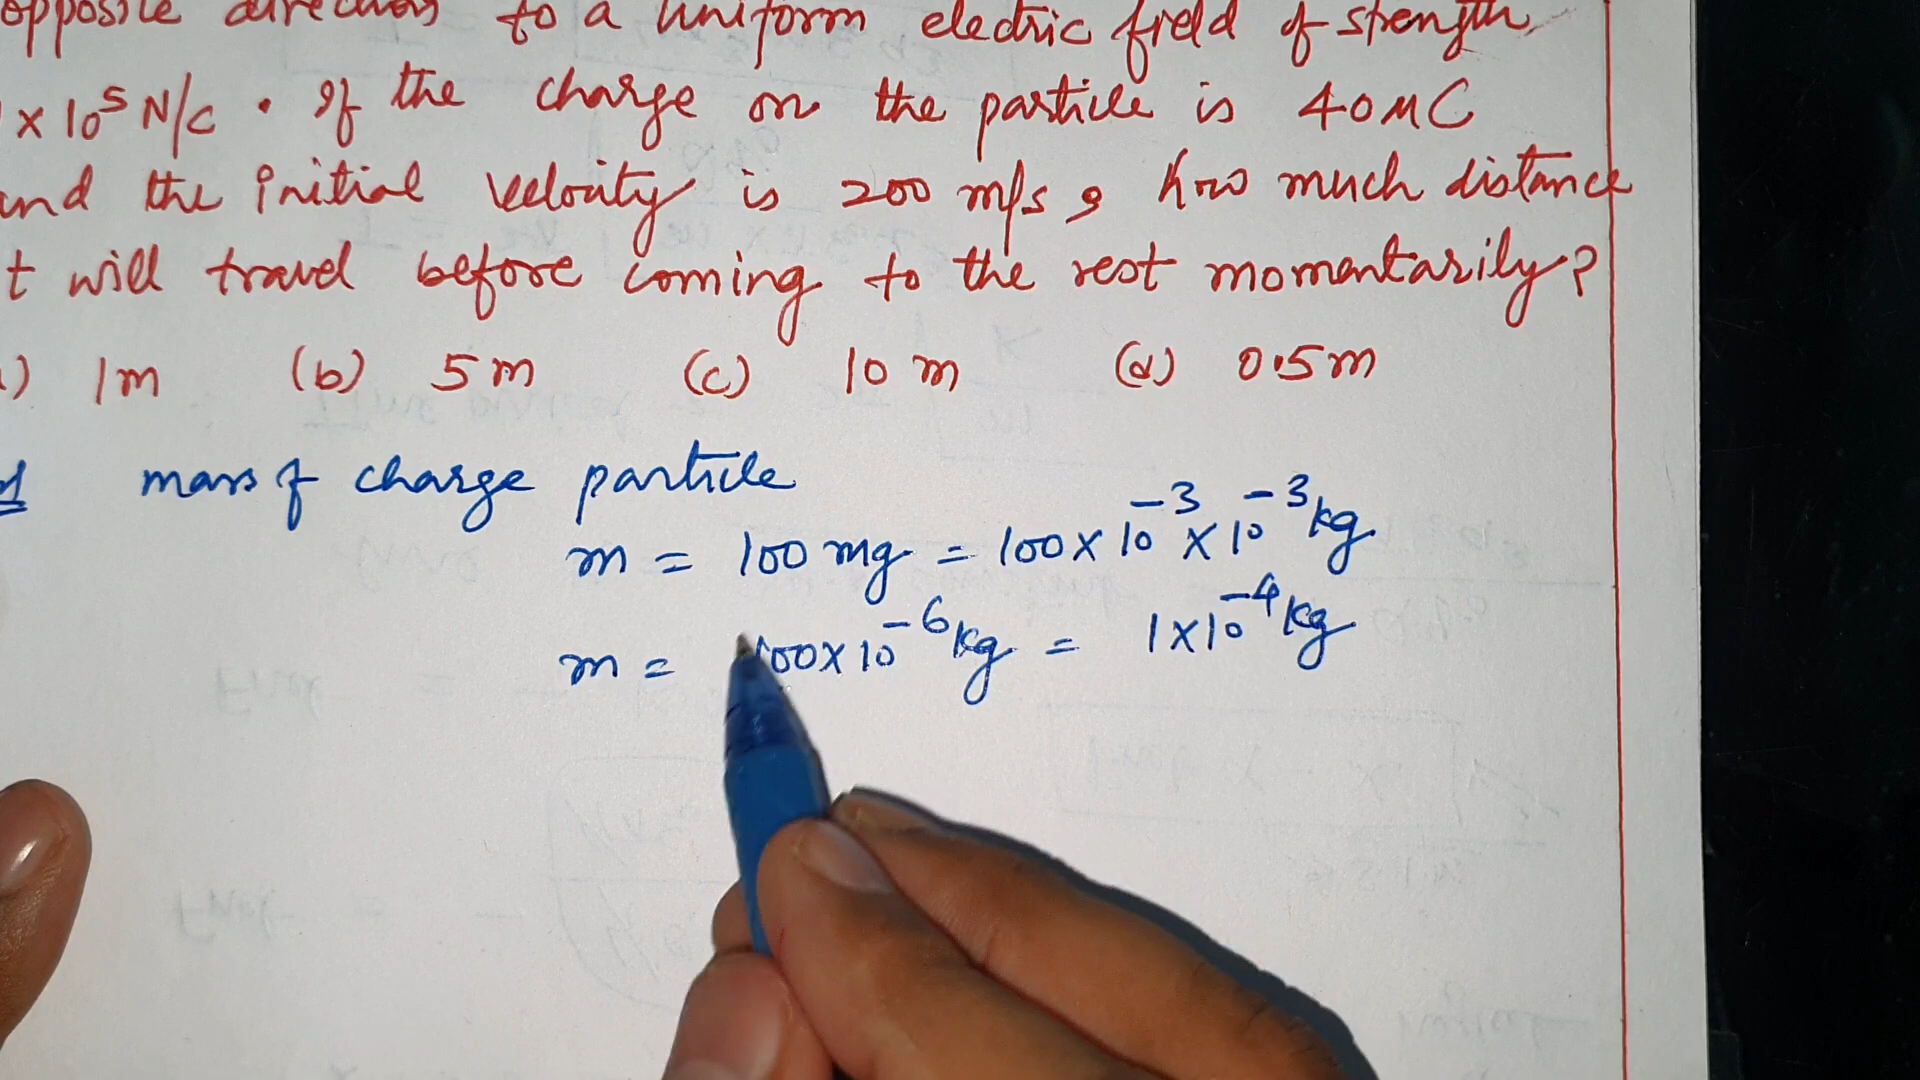 opposite direction to a uniform electric field of strength
1 x 10⁵ N/C . If the charge on the particle is 40 μC
and the initial velocity is 200 m/s , how much distance
t will travel before coming to the rest momentarily?
) 1m (b) 5m (c) 10 m (d) 0.5m
mass of charge particle
m = 100 mg = 100 x 10⁻³ x 10⁻³ kg
m = 100 x 10⁻⁶ kg = 1 x 10⁻⁴ kg